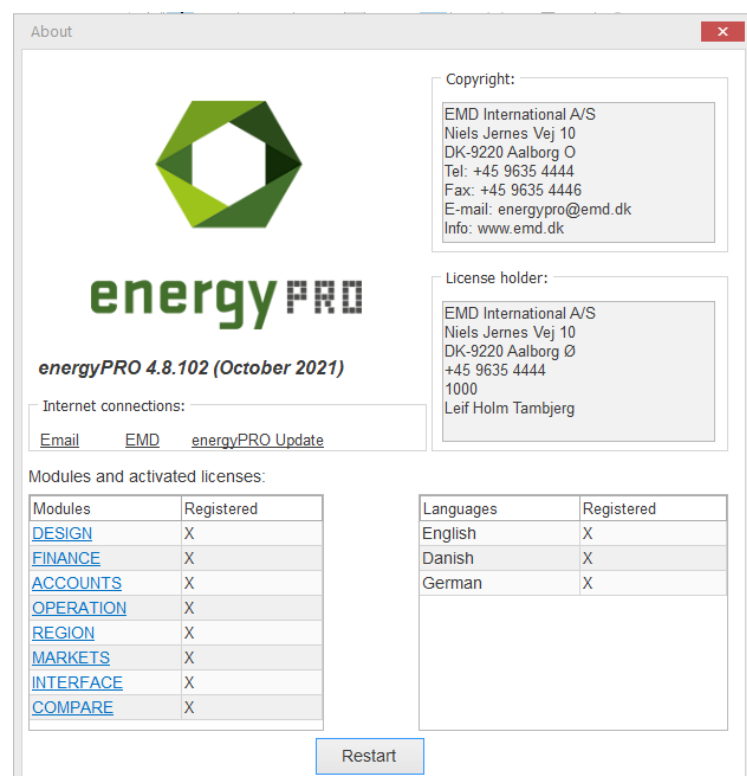 About
Copyright:
EMD International A/S
Niels Jernes Vej 10
DK-9220 Aalborg O
Tel: +45 9635 4444
Fax: +45 9635 4446
E-mail: energypro@emd.dk
Info: www.emd.dk
energyPRO
License holder:
EMD International A/S
Niels Jernes Vej 10
DK-9220 Aalborg Ø
+45 9635 4444
1000
Leif Holm Tambjerg
energyPRO 4.8.102 (October 2021)
Internet connections:
Email EMD energyPRO Update
Modules and activated licenses:
Modules Registered
DESIGN X
FINANCE X
ACCOUNTS X
OPERATION X
REGION X
MARKETS X
INTERFACE X
COMPARE X
Languages Registered
English X
Danish X
German X
Restart